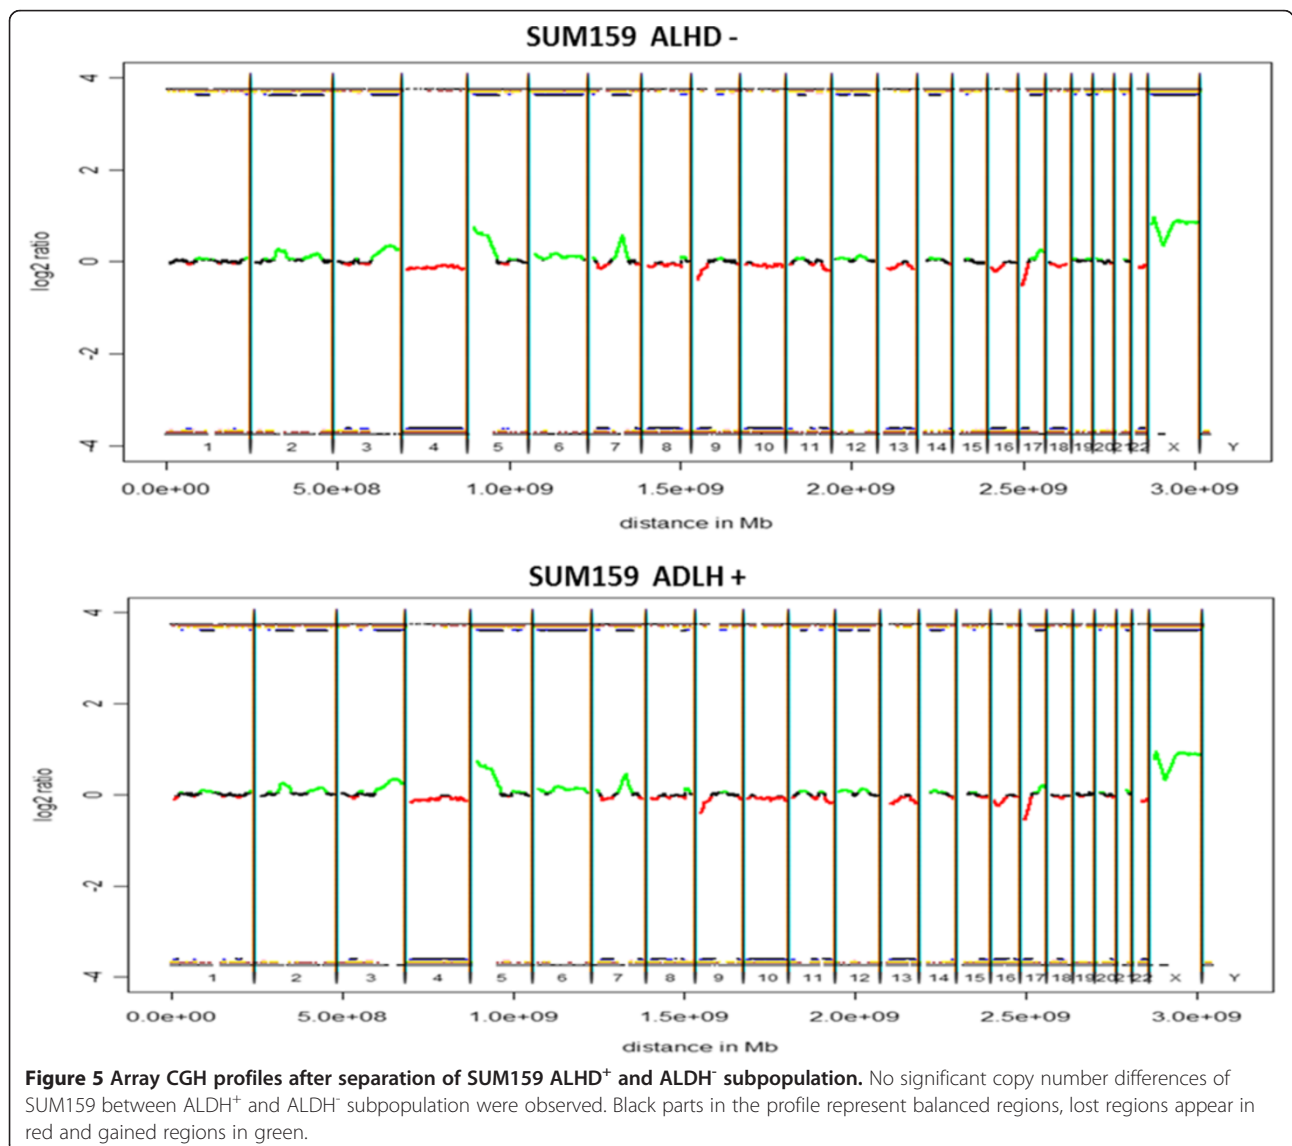 SUM159 ALHD -
4
2
0
-2
-4
log2 ratio
1 2 3 4 5 6 7 8 9 10 11 12 13 14 15 16 17 18 19 20 21 22 X Y
0.0e+00 5.0e+08 1.0e+09 1.5e+09 2.0e+09 2.5e+09 3.0e+09
distance in Mb
SUM159 ADLH +
4
2
0
-2
-4
log2 ratio
1 2 3 4 5 6 7 8 9 10 11 12 13 14 15 16 17 18 19 20 21 22 X Y
0.0e+00 5.0e+08 1.0e+09 1.5e+09 2.0e+09 2.5e+09 3.0e+09
distance in Mb
Figure 5 Array CGH profiles after separation of SUM159 ALHD⁺ and ALDH⁻ subpopulation. No significant copy number differences of
SUM159 between ALDH⁺ and ALDH⁻ subpopulation were observed. Black parts in the profile represent balanced regions, lost regions appear in
red and gained regions in green.